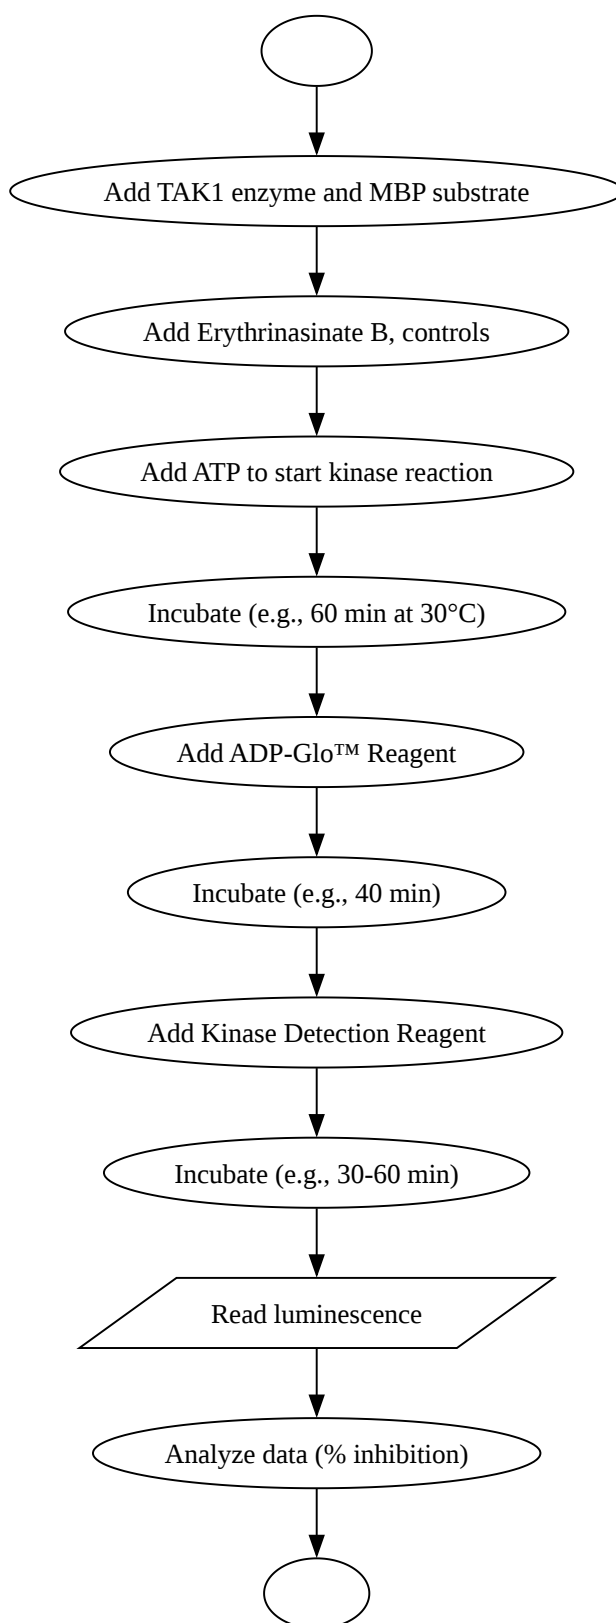 Add TAK1 enzyme and MBP substrate
Add Erythrinasinate B, controls
Add ATP to start kinase reaction
Incubate (e.g., 60 min at 30°C)
Add ADP-Glo™ Reagent
Incubate (e.g., 40 min)
Add Kinase Detection Reagent
Incubate (e.g., 30-60 min)
Read luminescence
Analyze data (% inhibition)